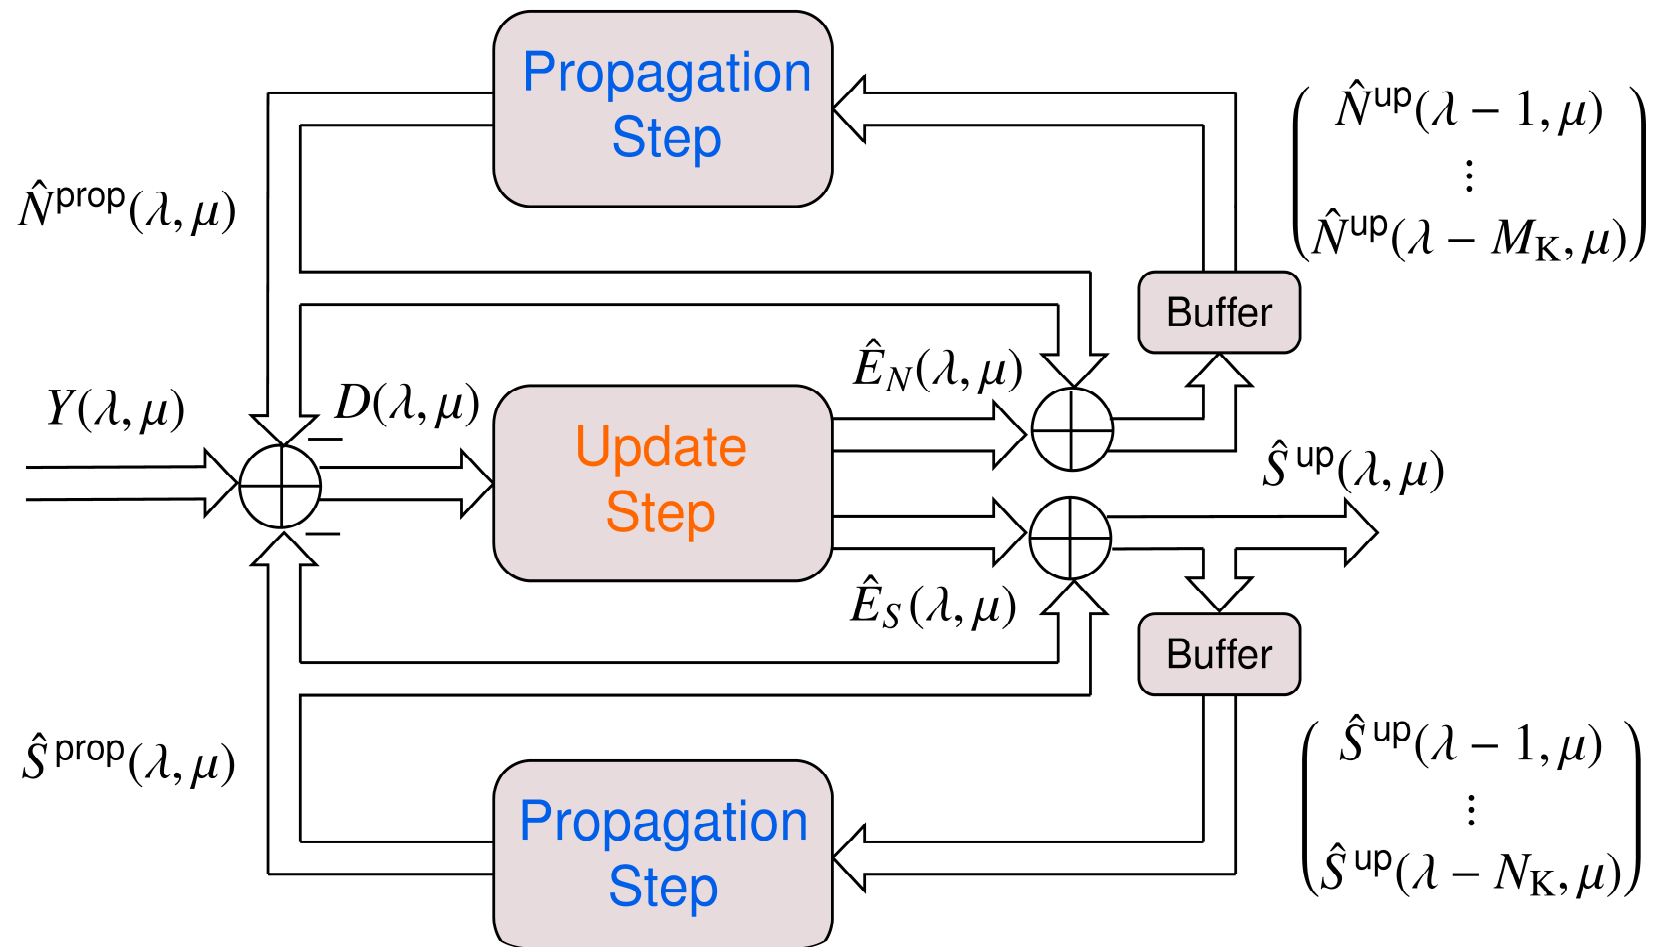 Propagation
Step
N̂^prop(λ, μ)
( N̂^up(λ − 1, μ)
⋮
N̂^up(λ − M_K, μ) )
Buffer
Y(λ, μ)
−
−
D(λ, μ)
Update
Step
Ê_N(λ, μ)
Ê_S(λ, μ)
Ŝ^up(λ, μ)
Buffer
Ŝ^prop(λ, μ)
Propagation
Step
( Ŝ^up(λ − 1, μ)
⋮
Ŝ^up(λ − N_K, μ) )